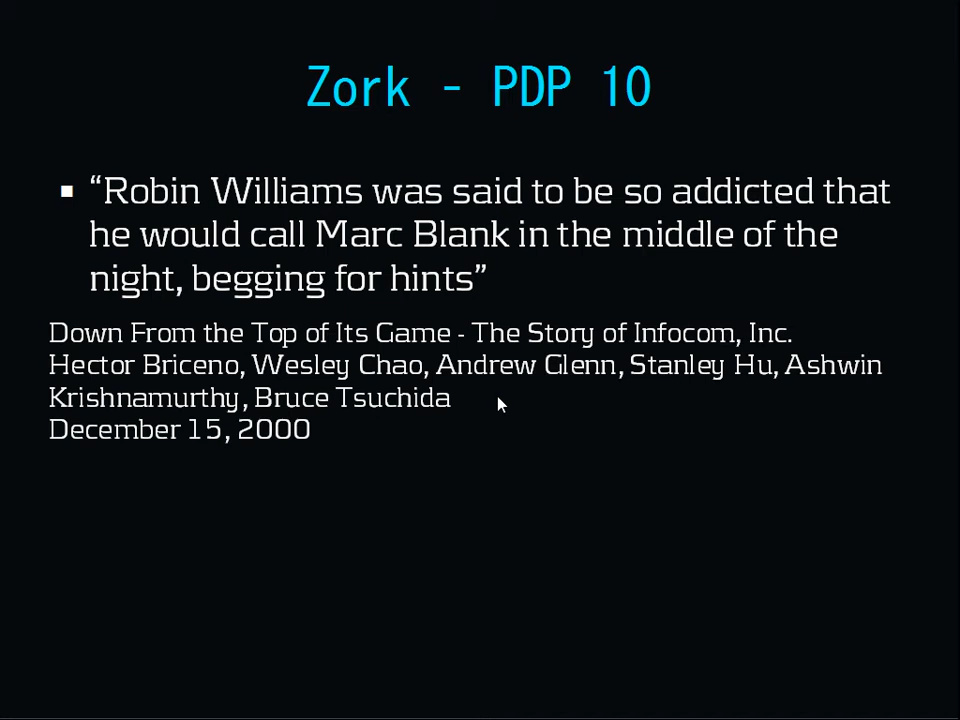 Zork - PDP 10
▪ “Robin Williams was said to be so addicted that
he would call Marc Blank in the middle of the
night, begging for hints”
Down From the Top of Its Game - The Story of Infocom, Inc.
Hector Briceno, Wesley Chao, Andrew Glenn, Stanley Hu, Ashwin
Krishnamurthy, Bruce Tsuchida
December 15, 2000